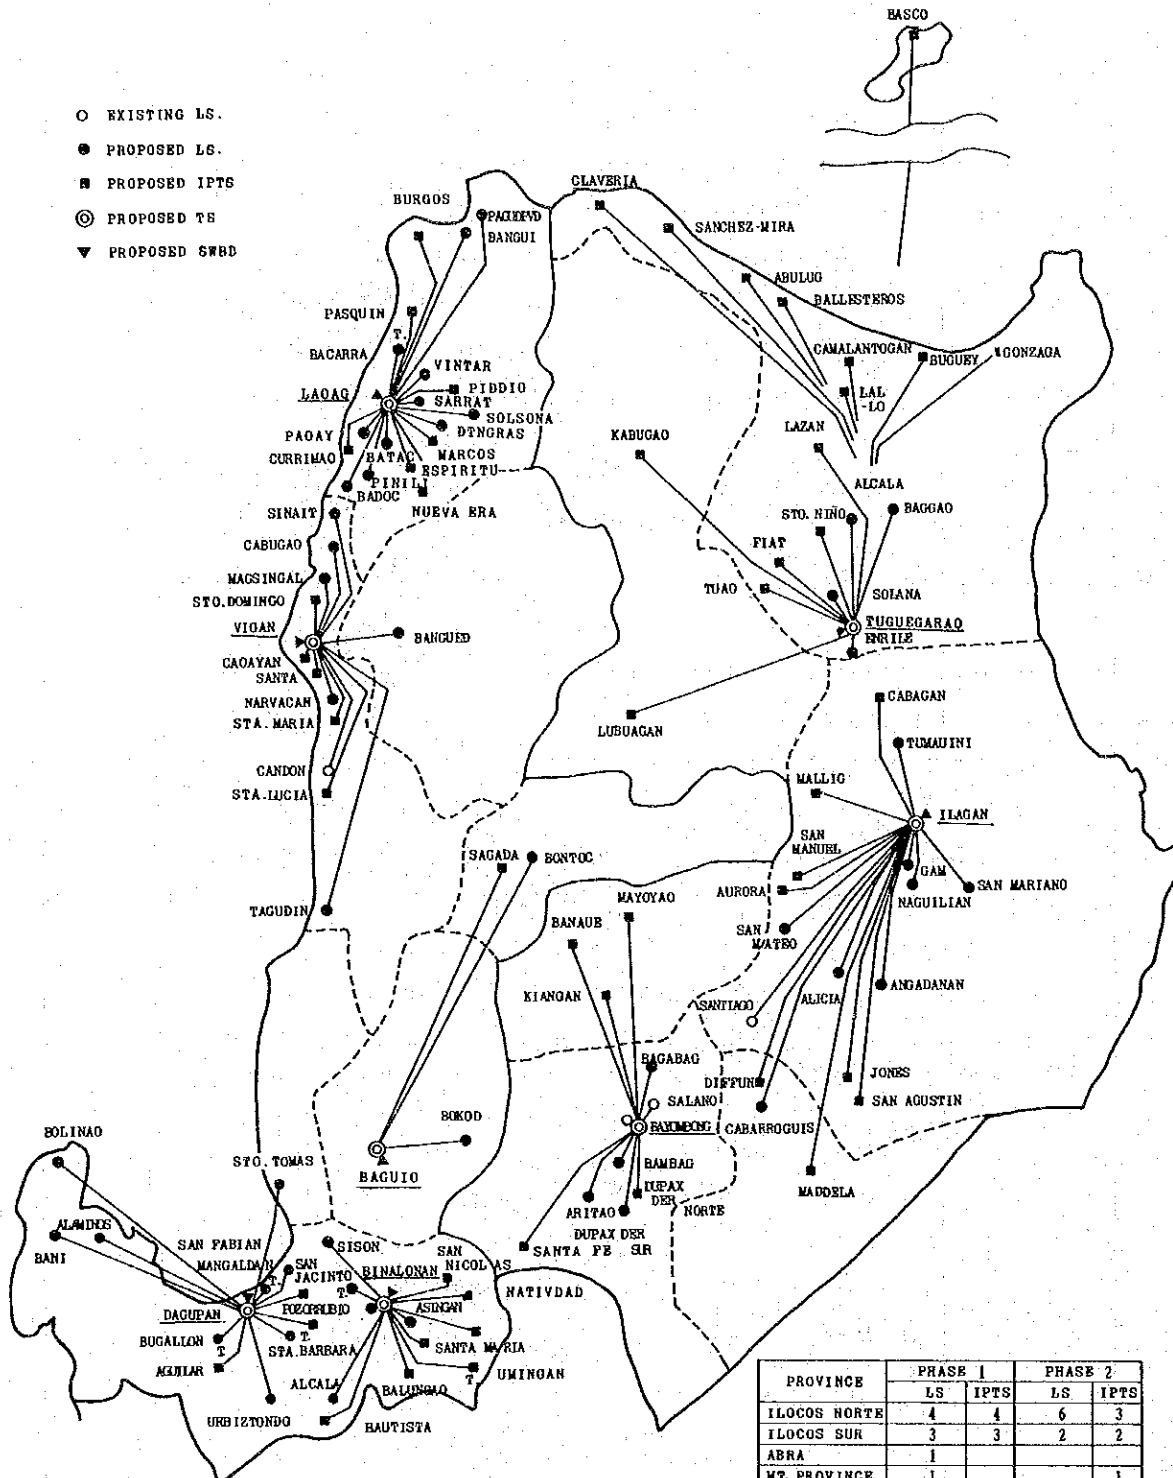 BASCO
EXISTING LS.
PROPOSED LS.
PROPOSED IPTS
PROPOSED TS
PROPOSED SWBD
CLAVERIA
BURGOS
PAGUDPUD
BANGUI
SANCHEZ-MIRA
ABULUG
BALLESTEROS
PASQUIN
T.
BACARRA
CAMALANTOGAN
BUGUEY
GONZAGA
VINTAR
LAOAG
PIDDIO
SARRAT
LAL
-LO
SOLSONA
DTNGRAS
LAZAN
KABUGAO
PAOAY
CURRIMAO
BATAC
MARCOS
ESPIRITU
PINILI
BADOC
NUEVA ERA
ALCALA
SINAIT
STO. NIÑO
BAGGAO
CABUGAO
FIAT
MAGSINGAL
TUAO
SOLANA
STO.DOMINGO
VIGAN
BANGUED
TUGUEGARAO
ENRILE
CAOAYAN
SANTA
NARVACAN
STA.MARIA
CABAGAN
LUBUAGAN
TUMAUINI
CANDON
STA.LUCIA
MALLIG
ILAGAN
SAN
MANUEL
SAGADA
BONTOC
GAM
SAN MARIANO
AURORA
NAGUILIAN
MAYOYAO
TAGUDIN
BANAUE
SAN
MATEO
KIANGAN
ALICIA
ANGADANAN
SANTIAGO
BAGABAG
DIFFUN
JONES
SALANO
SAN AGUSTIN
BOKOD
BAYOMBONG
CABARROGUIS
BOLINAO
STO. TOMAS
BAGUIO
BAMBAG
DUPAX
DER
NORTE
MADDELA
ARITAO
DUPAX DER
SUR
SANTA FE
ALAMINOS
BANI
SAN FABIAN
MANGALDAN
SISON
SAN
NICOLAS
SAN
JACINTO
BINALONAN
T.
T.
NATIVDAD
DAGUPAN
POZORRUBIO
ASINGAN
BUGALLON
T.
STA.BARBARA
SANTA MARIA
T
AGUILAR
UMINGAN
T.
ALCALA
BALUNGAO
URBIZTONDO
BAUTISTA
PROVINCE PHASE 1 PHASE 2
LS IPTS LS IPTS
ILOCOS NORTE 4 4 6 3
ILOCOS SUR 3 3 2 2
ABRA 1
MT. PROVINCE 1 1